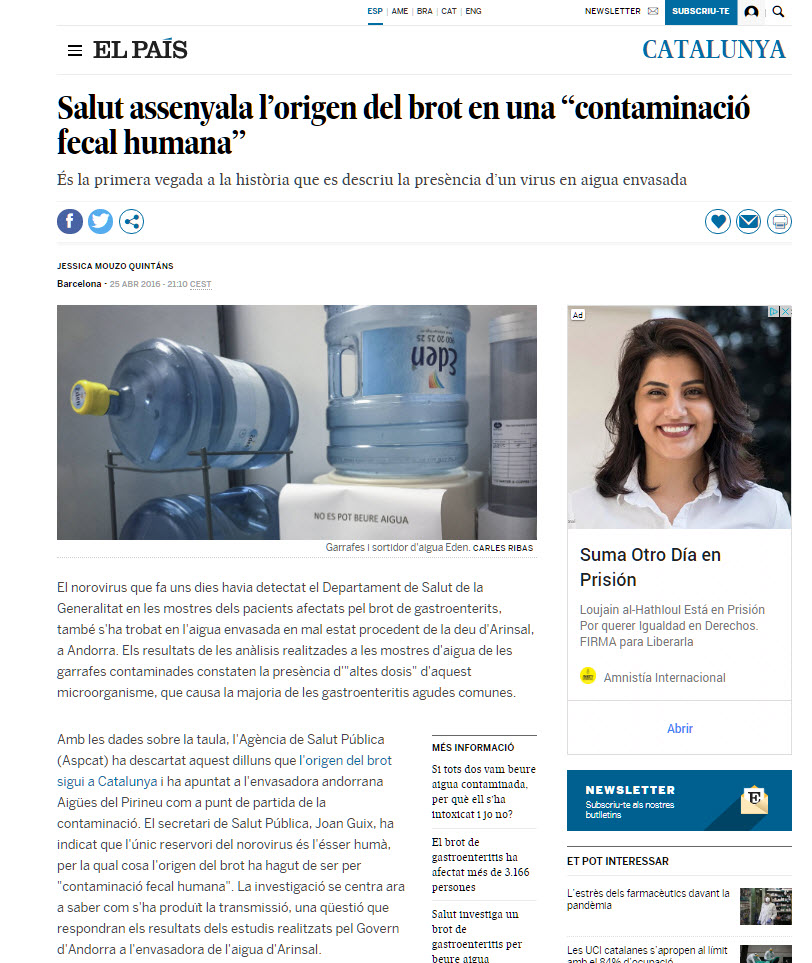 ESP | AME | BRA | CAT | ENG
NEWSLETTER
SUBSCRIU-TE
EL PAÍS
CATALUNYA
Salut assenyala l’origen del brot en una “contaminació
fecal humana”
És la primera vegada a la història que es descriu la presència d’un virus en aigua envasada
JESSICA MOUZO QUINTÁNS
Barcelona - 25 ABR 2016 - 21:10 CEST
900 20 25 25
Eden
NO ES POT BEURE AIGUA
Garrafes i sortidor d'aigua Eden. CARLES RIBAS
El norovirus que fa uns dies havia detectat el Departament de Salut de la
Generalitat en les mostres dels pacients afectats pel brot de gastroenterits,
també s'ha trobat en l'aigua envasada en mal estat procedent de la deu d'Arinsal,
a Andorra. Els resultats de les anàlisis realitzades a les mostres d'aigua de les
garrafes contaminades constaten la presència d'"altes dosis" d'aquest
microorganisme, que causa la majoria de les gastroenteritis agudes comunes.
Amb les dades sobre la taula, l'Agència de Salut Pública
(Aspcat) ha descartat aquest dilluns que l'origen del brot
sigui a Catalunya i ha apuntat a l'envasadora andorrana
Aigües del Pirineu com a punt de partida de la
contaminació. El secretari de Salut Pública, Joan Guix, ha
indicat que l'únic reservori del norovirus és l'ésser humà,
per la qual cosa l'origen del brot ha hagut de ser per
"contaminació fecal humana". La investigació se centra ara
a saber com s'ha produït la transmissió, una qüestió que
respondran els resultats dels estudis realitzats pel Govern
d'Andorra a l'envasadora de l'aigua d'Arinsal.
MÉS INFORMACIÓ
Si tots dos vam beure
aigua contaminada,
per què ell s’ha
intoxicat i jo no?
El brot de
gastroenteritis ha
afectat més de 3.166
persones
Salut investiga un
brot de
gastroenteritis per
beure aigua
Ad
Suma Otro Día en
Prisión
Loujain al-Hathloul Está en Prisión
Por querer Igualdad en Derechos.
FIRMA para Liberarla
Amnistía Internacional
Abrir
NEWSLETTER
Subscriu-te als nostres
butlletins
ET POT INTERESSAR
L’estrès dels farmacèutics davant la
pandèmia
Les UCI catalanes s’apropen al límit
amb el 84% d’ocupació